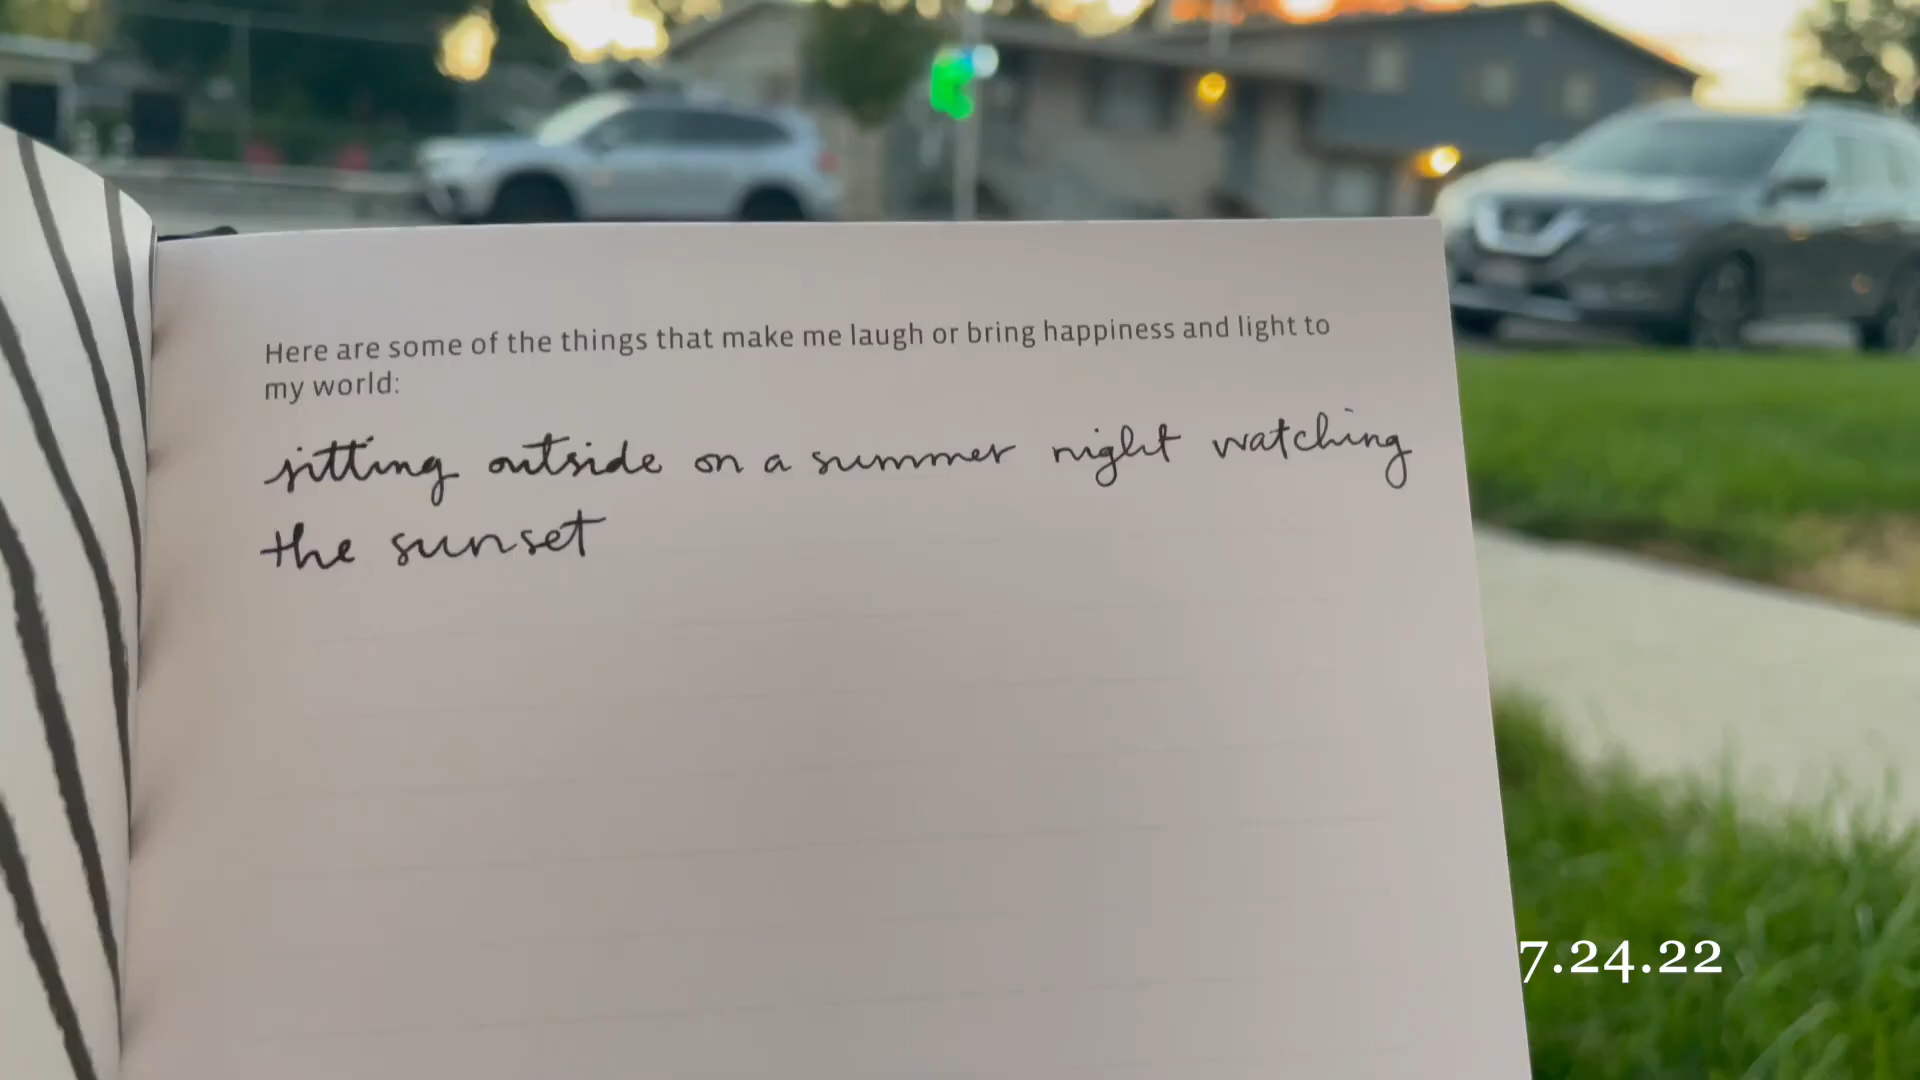 Here are some of the things that make me laugh or bring happiness and light to
my world:
sitting outside on a summer night watching
the sunset
7.24.22